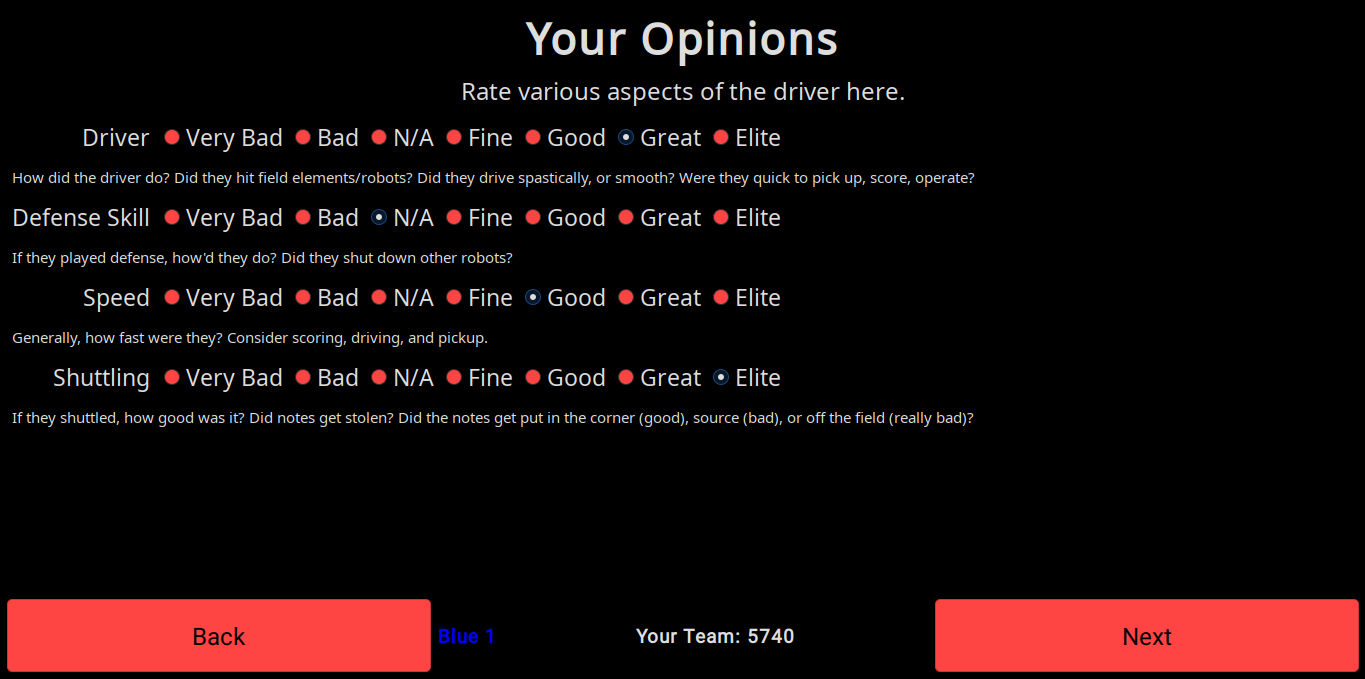 Your Opinions
Rate various aspects of the driver here.
Driver Very Bad Bad N/A Fine Good Great Elite
How did the driver do? Did they hit field elements/robots? Did they drive spastically, or smooth? Were they quick to pick up, score, operate?
Defense Skill Very Bad Bad N/A Fine Good Great Elite
If they played defense, how'd they do? Did they shut down other robots?
Speed Very Bad Bad N/A Fine Good Great Elite
Generally, how fast were they? Consider scoring, driving, and pickup.
Shuttling Very Bad Bad N/A Fine Good Great Elite
If they shuttled, how good was it? Did notes get stolen? Did the notes get put in the corner (good), source (bad), or off the field (really bad)?
Back Blue 1 Your Team: 5740 Next